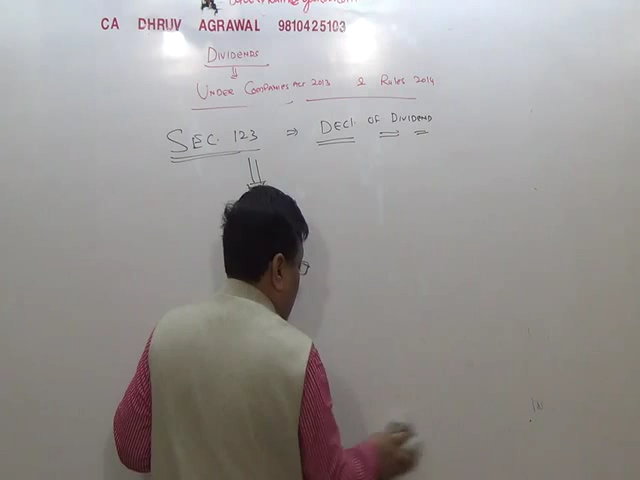 CA DHRUV AGRAWAL 9810425103
DIVIDENDS
UNDER COMPANIES ACT 2013 & RULES 2014
SEC. 123 ⇒ DECL. OF DIVIDEND